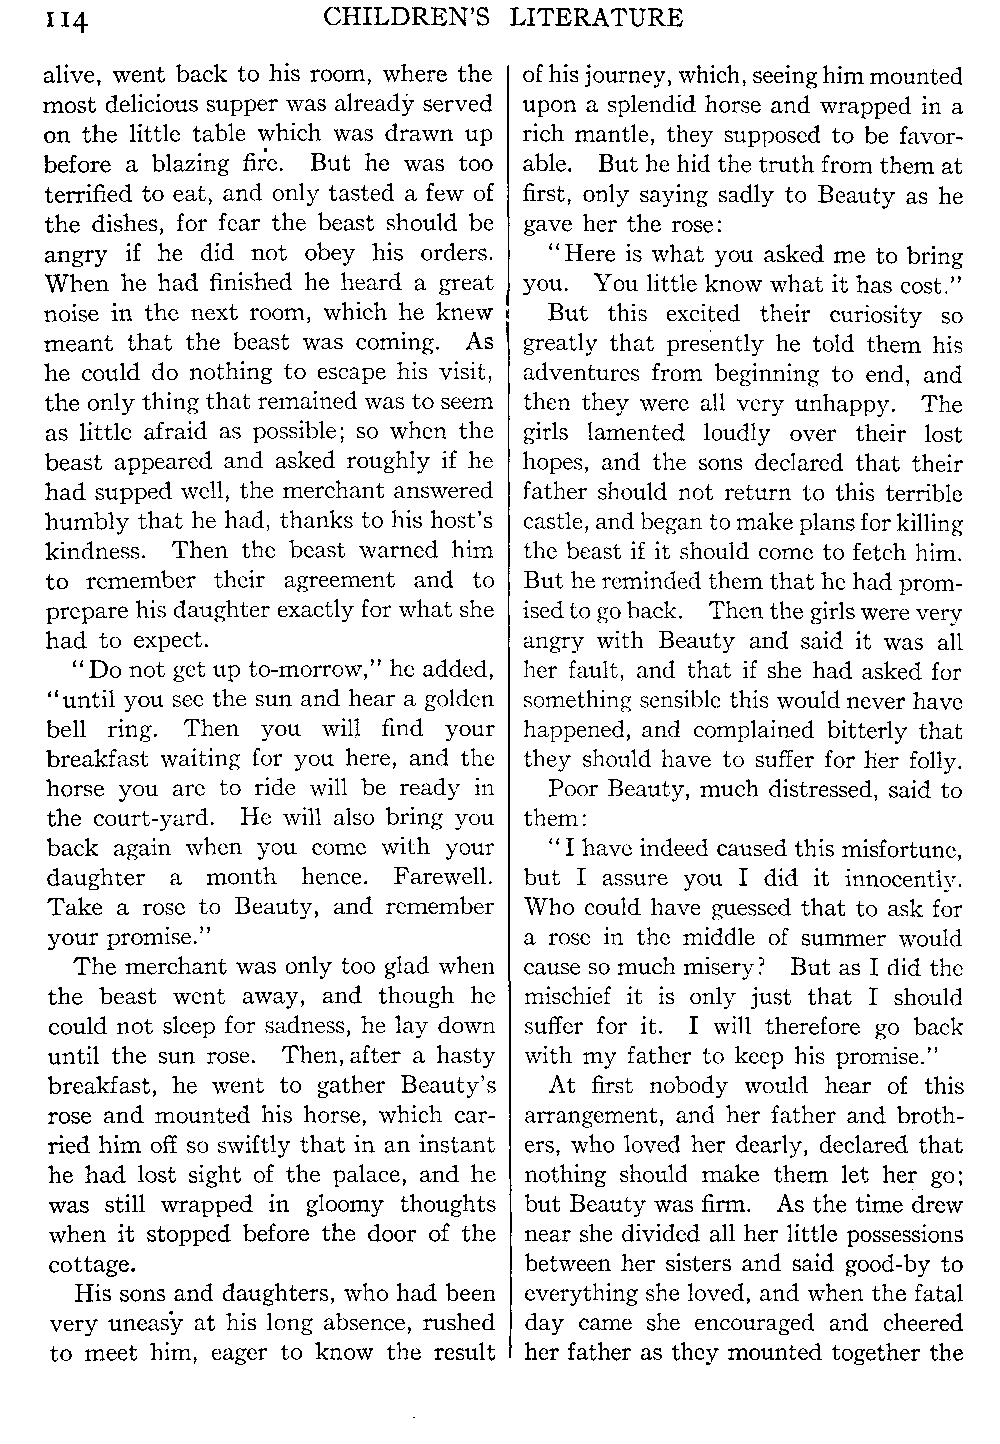 114 CHILDREN'S LITERATURE
alive, went back to his room, where the
most delicious supper was already served
on the little table which was drawn up
before a blazing fire. But he was too
terrified to eat, and only tasted a few of
the dishes, for fear the beast should be
angry if he did not obey his orders.
When he had finished he heard a great
noise in the next room, which he knew
meant that the beast was coming. As
he could do nothing to escape his visit,
the only thing that remained was to seem
as little afraid as possible; so when the
beast appeared and asked roughly if he
had supped well, the merchant answered
humbly that he had, thanks to his host's
kindness. Then the beast warned him
to remember their agreement and to
prepare his daughter exactly for what she
had to expect.
"Do not get up to-morrow," he added,
"until you see the sun and hear a golden
bell ring. Then you will find your
breakfast waiting for you here, and the
horse you are to ride will be ready in
the court-yard. He will also bring you
back again when you come with your
daughter a month hence. Farewell.
Take a rose to Beauty, and remember
your promise."
The merchant was only too glad when
the beast went away, and though he
could not sleep for sadness, he lay down
until the sun rose. Then, after a hasty
breakfast, he went to gather Beauty's
rose and mounted his horse, which car-
ried him off so swiftly that in an instant
he had lost sight of the palace, and he
was still wrapped in gloomy thoughts
when it stopped before the door of the
cottage.
His sons and daughters, who had been
very uneasy at his long absence, rushed
to meet him, eager to know the result
of his journey, which, seeing him mounted
upon a splendid horse and wrapped in a
rich mantle, they supposed to be favor-
able. But he hid the truth from them at
first, only saying sadly to Beauty as he
gave her the rose:
"Here is what you asked me to bring
you. You little know what it has cost."
But this excited their curiosity so
greatly that presently he told them his
adventures from beginning to end, and
then they were all very unhappy. The
girls lamented loudly over their lost
hopes, and the sons declared that their
father should not return to this terrible
castle, and began to make plans for killing
the beast if it should come to fetch him.
But he reminded them that he had prom-
ised to go back. Then the girls were very
angry with Beauty and said it was all
her fault, and that if she had asked for
something sensible this would never have
happened, and complained bitterly that
they should have to suffer for her folly.
Poor Beauty, much distressed, said to
them:
"I have indeed caused this misfortune,
but I assure you I did it innocently.
Who could have guessed that to ask for
a rose in the middle of summer would
cause so much misery? But as I did the
mischief it is only just that I should
suffer for it. I will therefore go back
with my father to keep his promise."
At first nobody would hear of this
arrangement, and her father and broth-
ers, who loved her dearly, declared that
nothing should make them let her go;
but Beauty was firm. As the time drew
near she divided all her little possessions
between her sisters and said good-by to
everything she loved, and when the fatal
day came she encouraged and cheered
her father as they mounted together the